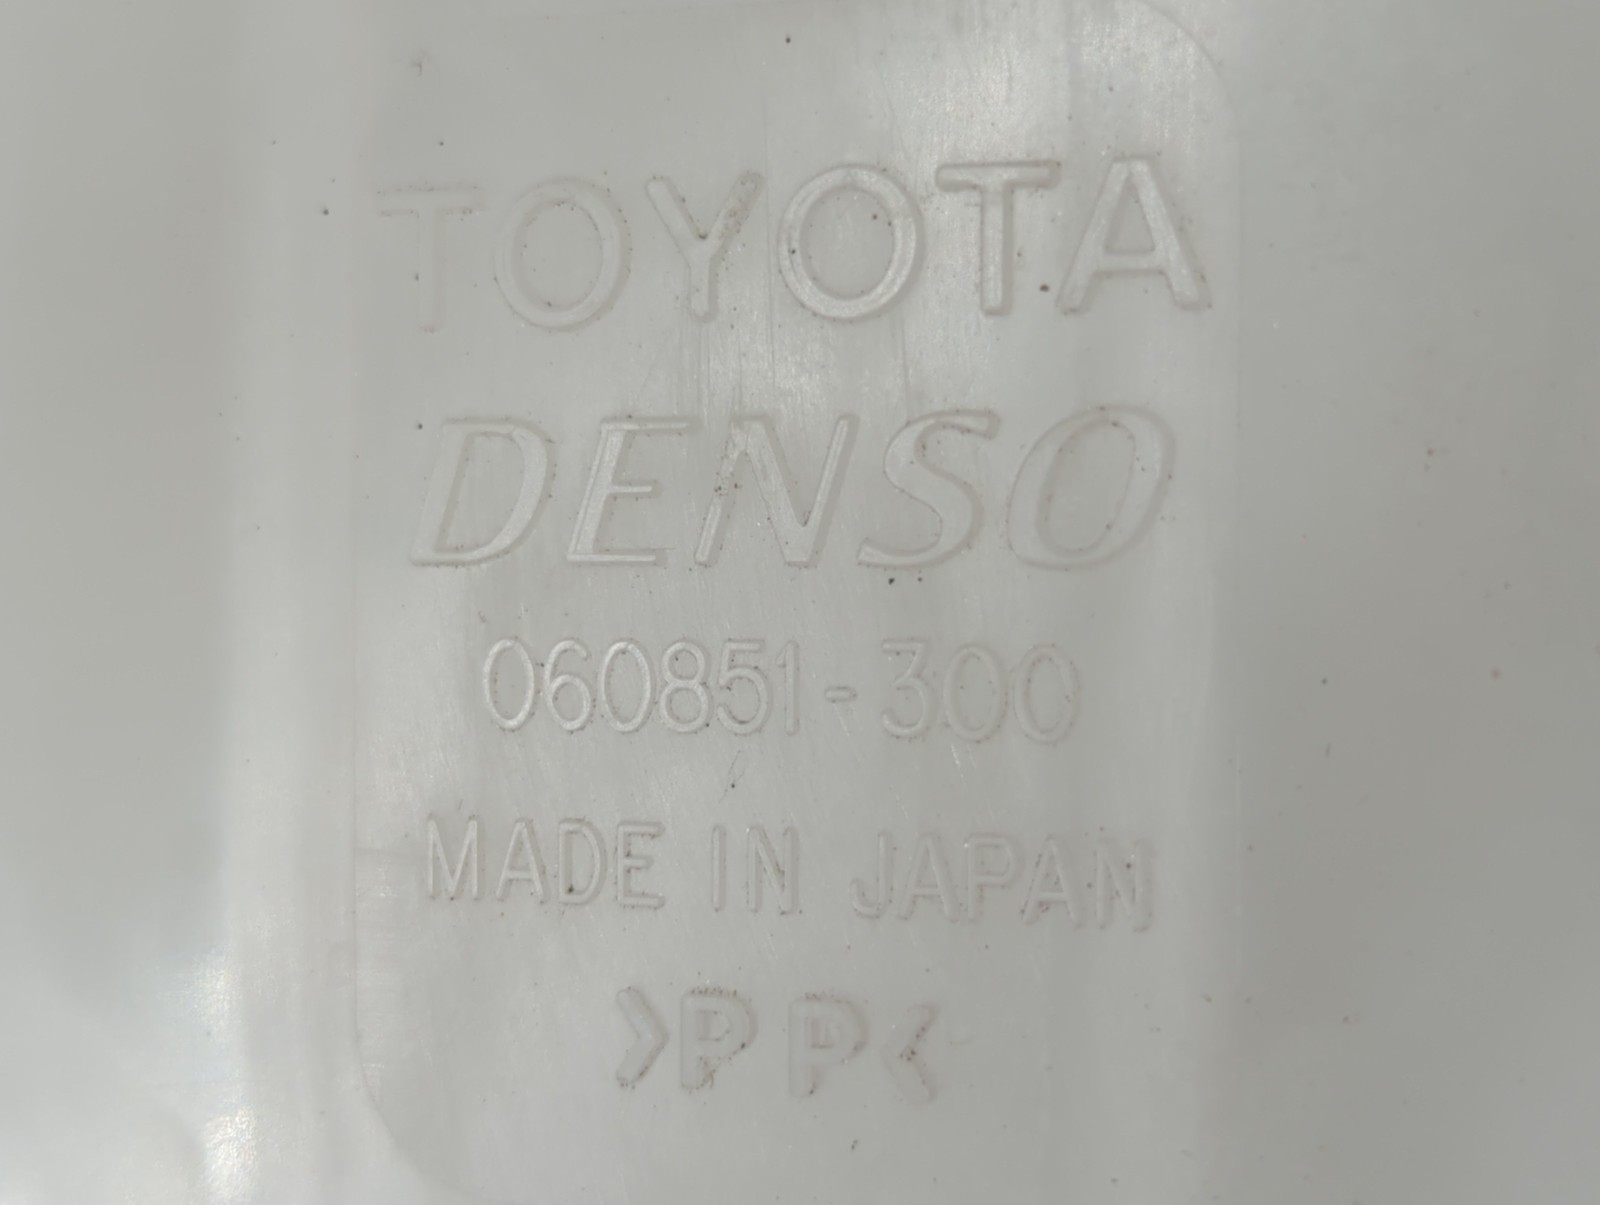 TOYOTA
DENSO
060851-300
MADE IN JAPAN
>PP<